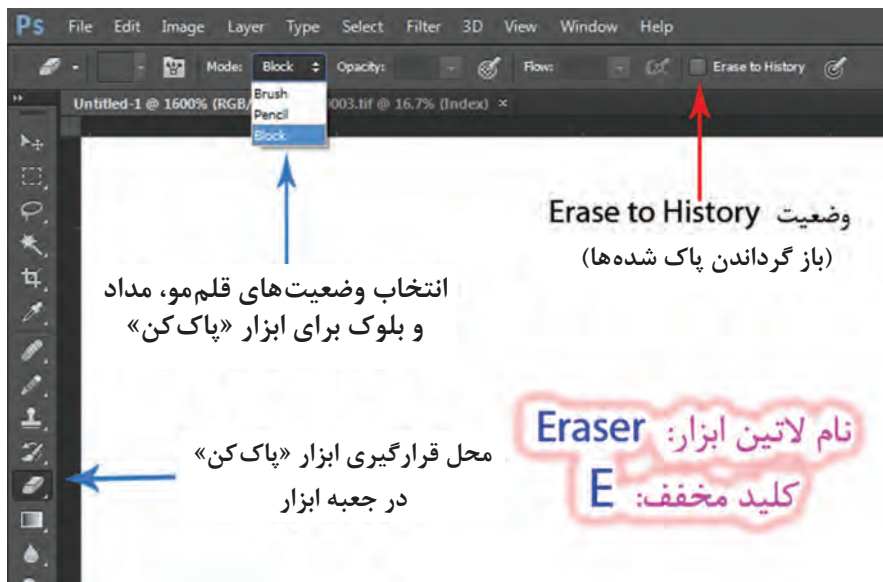 Ps File Edit Image Layer Type Select Filter 3D View Window Help
Mode: Block Opacity: Flow: Erase to History
Untitled-1 @ 1600% (RGB/ 0003.tif @ 16.7% (Index) ×
Brush
Pencil
Block
وضعیت Erase to History
(باز گرداندن پاک شده‌ها)
انتخاب وضعیت‌های قلم‌مو، مداد
و بلوک برای ابزار «پاک‌کن»
نام لاتین ابزار: Eraser
کلید مخفف: E
محل قرارگیری ابزار «پاک‌کن»
در جعبه ابزار